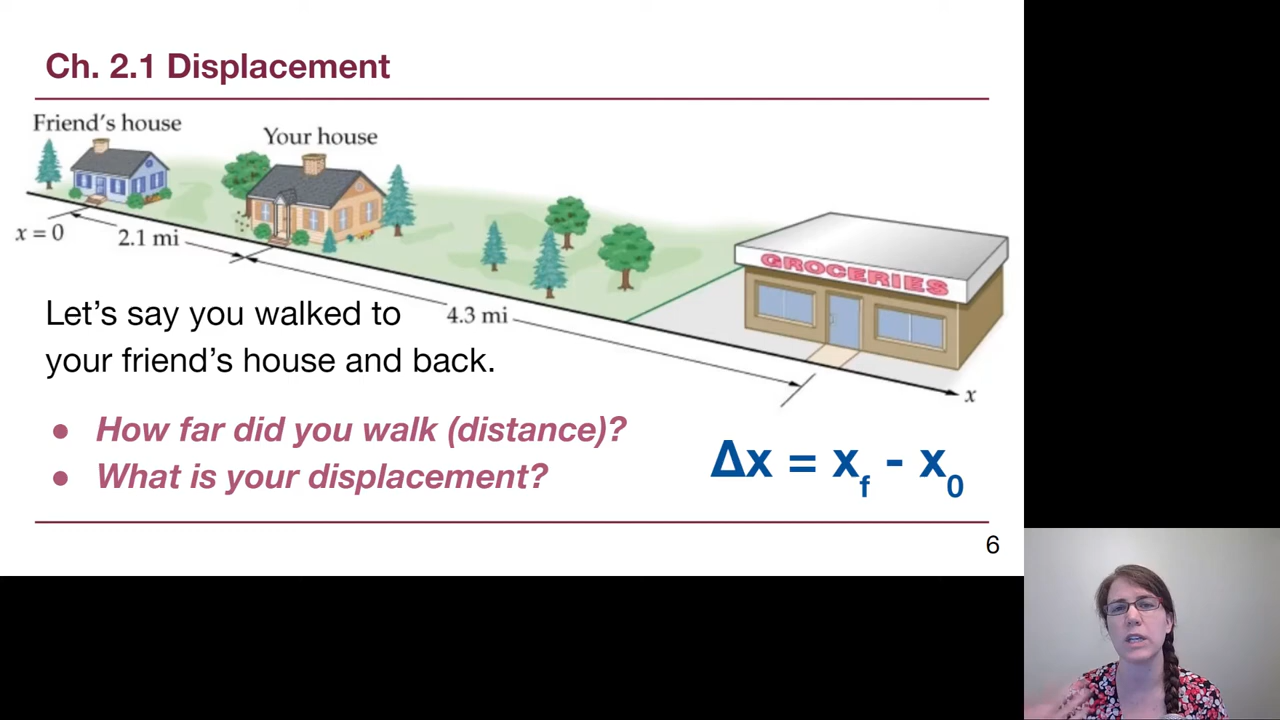 Ch. 2.1 Displacement
Friend's house
Your house
x = 0
2.1 mi
4.3 mi
GROCERIES
x
Let's say you walked to
your friend's house and back.
● How far did you walk (distance)?
● What is your displacement?
Δx = x_f - x_0
6